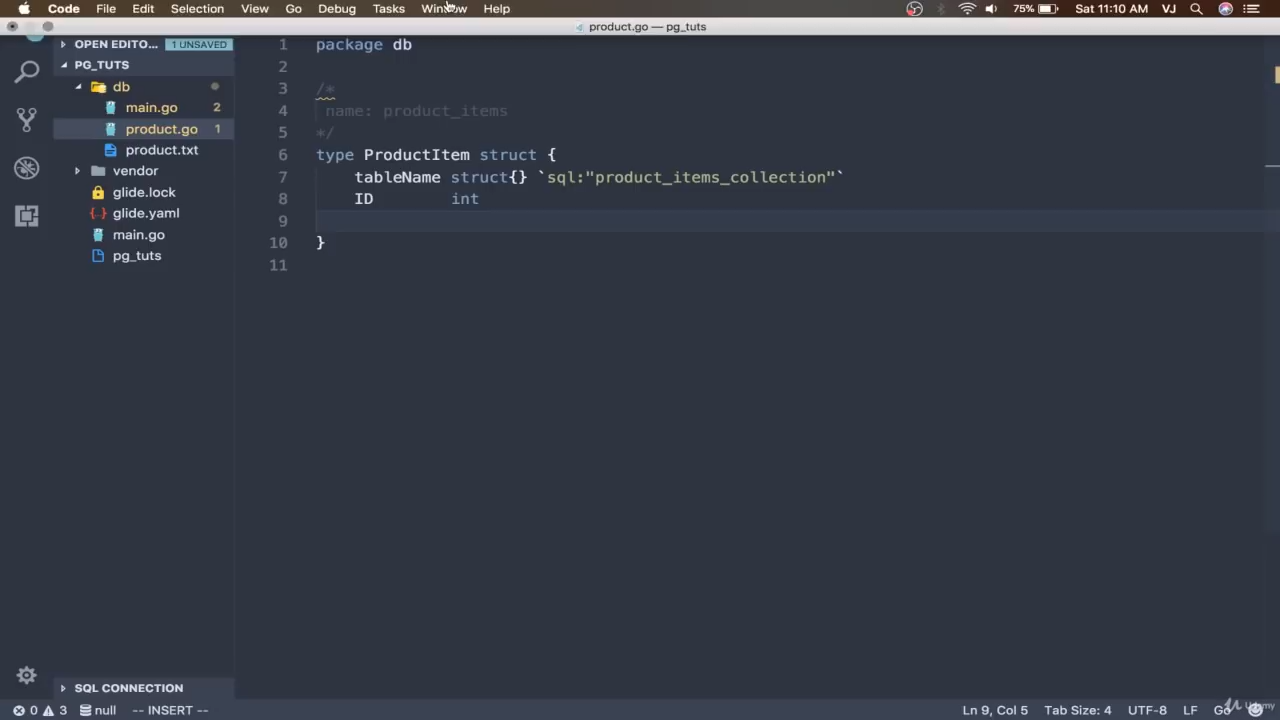 Code File Edit Selection View Go Debug Tasks Window Help 75% Sat 11:10 AM VJ
product.go — pg_tuts
OPEN EDITO... 1 UNSAVED
PG_TUTS
db
main.go 2
product.go 1
product.txt
vendor
glide.lock
glide.yaml
main.go
pg_tuts
1 package db
2
3 /*
4 name: product_items
5 */
6 type ProductItem struct {
7 tableName struct{} `sql:"product_items_collection"`
8 ID int
9
10 }
11
SQL CONNECTION
0 3 null -- INSERT -- Ln 9, Col 5 Tab Size: 4 UTF-8 LF Go
Udemy